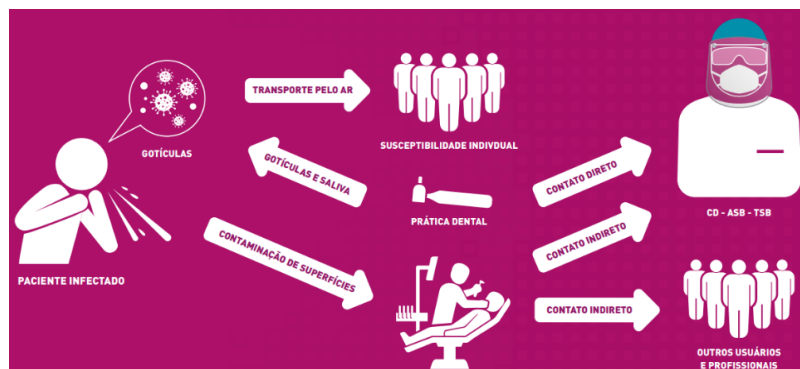 TRANSPORTE PELO AR
GOTÍCULAS
SUSCEPTIBILIDADE INDIVDUAL
GOTÍCULAS E SALIVA
PRÁTICA DENTAL
CONTATO DIRETO
CD - ASB - TSB
CONTAMINAÇÃO DE SUPERFÍCIES
CONTATO INDIRETO
PACIENTE INFECTADO
CONTATO INDIRETO
OUTROS USUÁRIOS
E PROFISSIONAIS